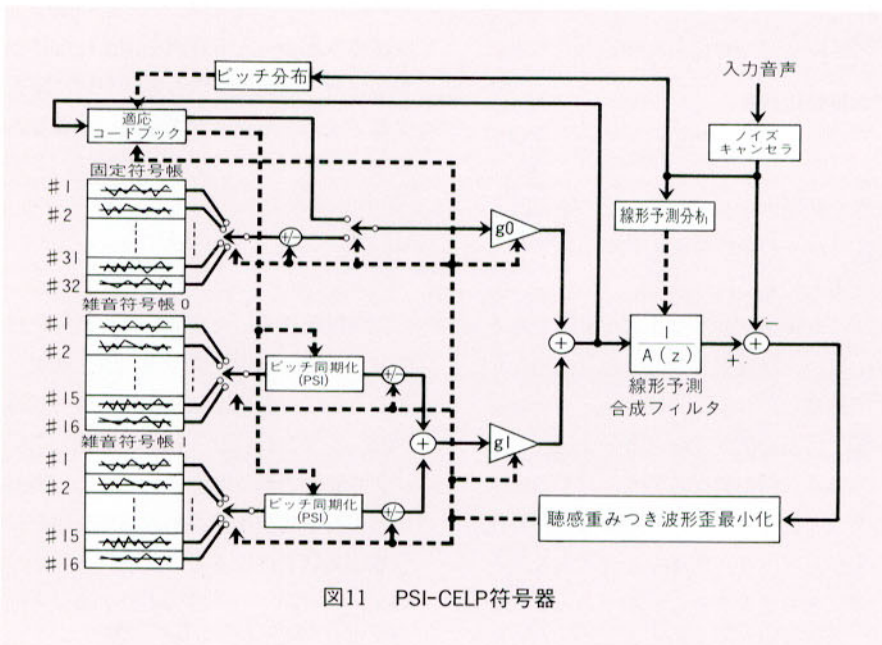 ピッチ分布
入力音声
適応
コードブック
ノイズ
キャンセラ
固定符号帳
#1
#2
#31
#32
+/-
g0
線形予測分析
雑音符号帳0
#1
#2
#15
#16
ピッチ同期化
(PSI)
+/-
+
+
1
A(z)
+
−
+
線形予測
合成フィルタ
g1
雑音符号帳1
#1
#2
#15
#16
ピッチ同期化
(PSI)
+/-
聴感重みつき波形歪最小化
図11 PSI-CELP符号器